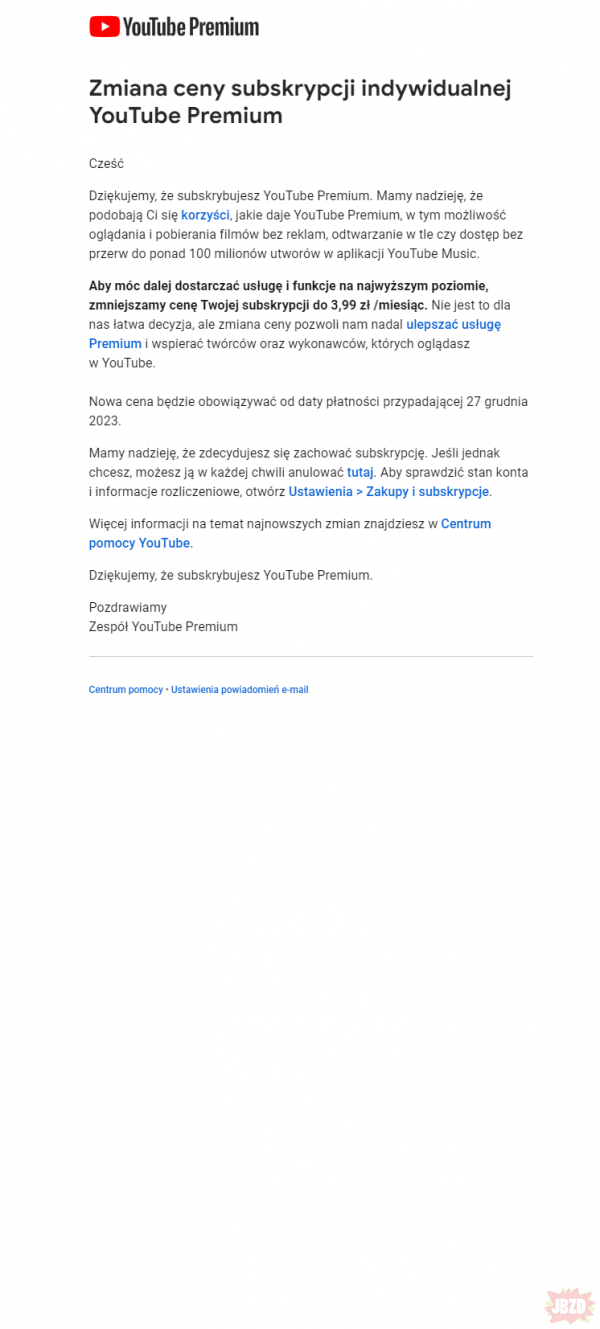 YouTube Premium
Zmiana ceny subskrypcji indywidualnej
YouTube Premium
Cześć
Dziękujemy, że subskrybujesz YouTube Premium. Mamy nadzieję, że
podobają Ci się korzyści, jakie daje YouTube Premium, w tym możliwość
oglądania i pobierania filmów bez reklam, odtwarzanie w tle czy dostęp bez
przerw do ponad 100 milionów utworów w aplikacji YouTube Music.
Aby móc dalej dostarczać usługę i funkcje na najwyższym poziomie,
zmniejszamy cenę Twojej subskrypcji do 3,99 zł /miesiąc. Nie jest to dla
nas łatwa decyzja, ale zmiana ceny pozwoli nam nadal ulepszać usługę
Premium i wspierać twórców oraz wykonawców, których oglądasz
w YouTube.
Nowa cena będzie obowiązywać od daty płatności przypadającej 27 grudnia
2023.
Mamy nadzieję, że zdecydujesz się zachować subskrypcję. Jeśli jednak
chcesz, możesz ją w każdej chwili anulować tutaj. Aby sprawdzić stan konta
i informacje rozliczeniowe, otwórz Ustawienia > Zakupy i subskrypcje.
Więcej informacji na temat najnowszych zmian znajdziesz w Centrum
pomocy YouTube.
Dziękujemy, że subskrybujesz YouTube Premium.
Pozdrawiamy
Zespół YouTube Premium
Centrum pomocy • Ustawienia powiadomień e-mail
JBZD